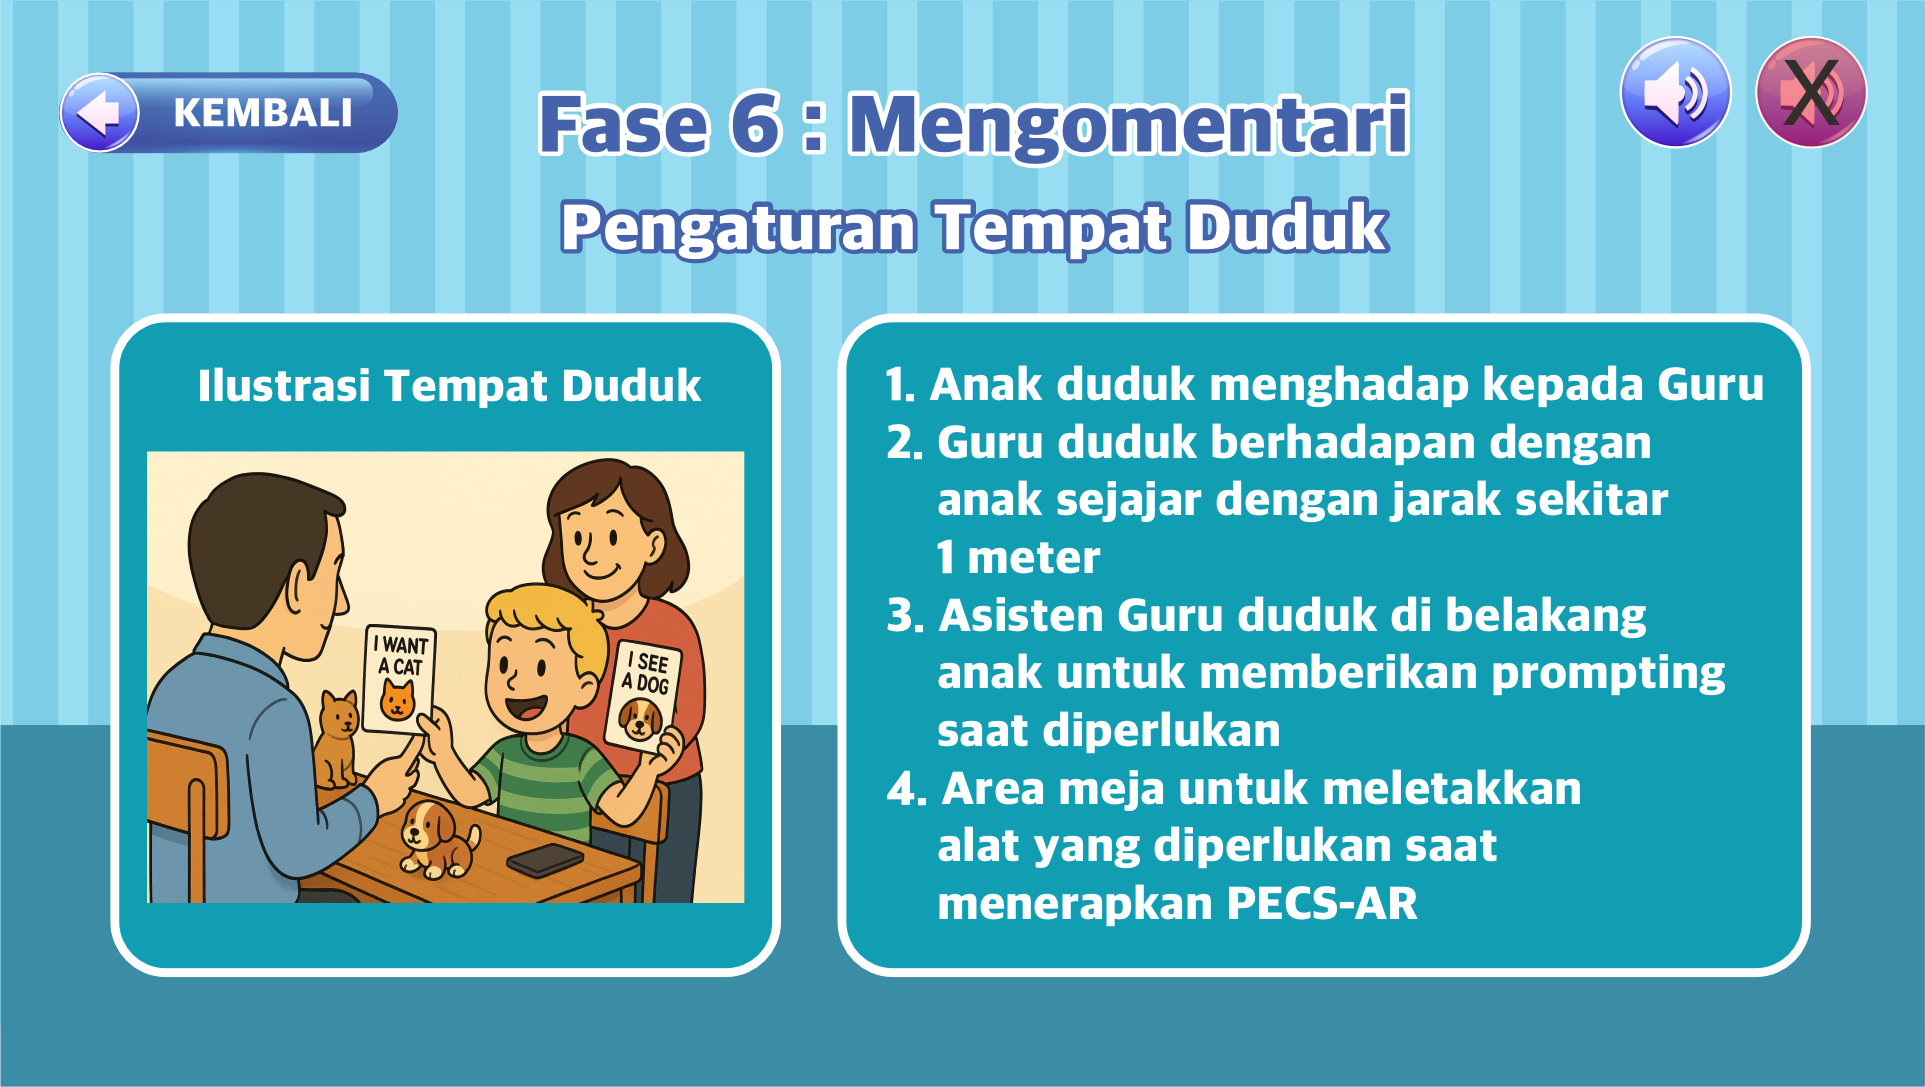 KEMBALI
Fase 6 : Mengomentari
Pengaturan Tempat Duduk
Ilustrasi Tempat Duduk
I WANT
A CAT
I SEE
A DOG
1. Anak duduk menghadap kepada Guru
2. Guru duduk berhadapan dengan
anak sejajar dengan jarak sekitar
1 meter
3. Asisten Guru duduk di belakang
anak untuk memberikan prompting
saat diperlukan
4. Area meja untuk meletakkan
alat yang diperlukan saat
menerapkan PECS-AR
X